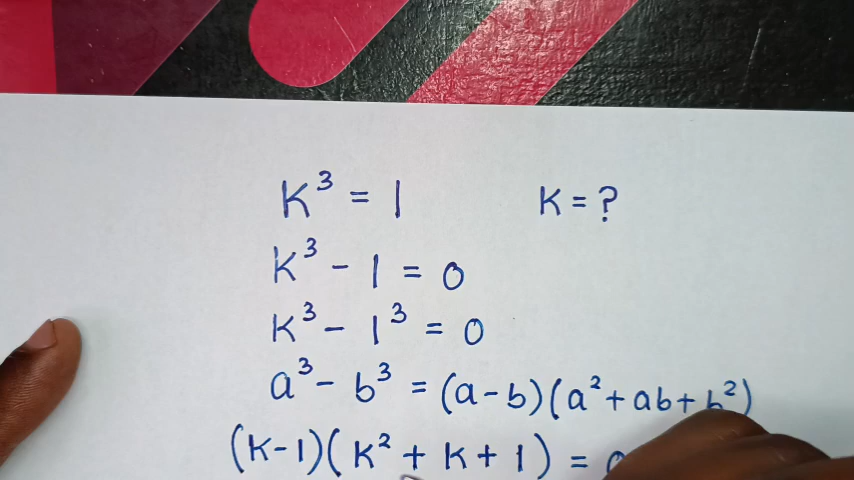 K³ = 1 K = ?
K³ - 1 = 0
K³ - 1³ = 0
a³ - b³ = (a - b)(a² + ab + b²)
(K - 1)(K² + K + 1) =